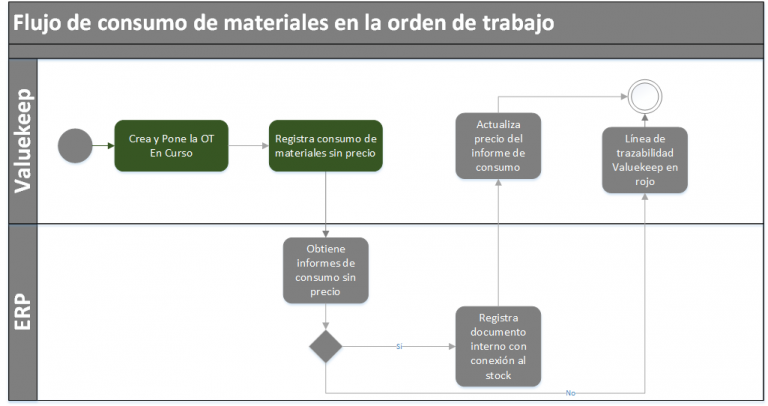 Flujo de consumo de materiales en la orden de trabajo
Valuekeep
Crea y Pone la OT
En Curso
Registra consumo de
materiales sin precio
Actualiza
precio del
informe de
consumo
Línea de
trazabilidad
Valuekeep en
rojo
ERP
Obtiene
informes de
consumo sin
precio
Sí
Registra
documento
interno con
conexión al
stock
No